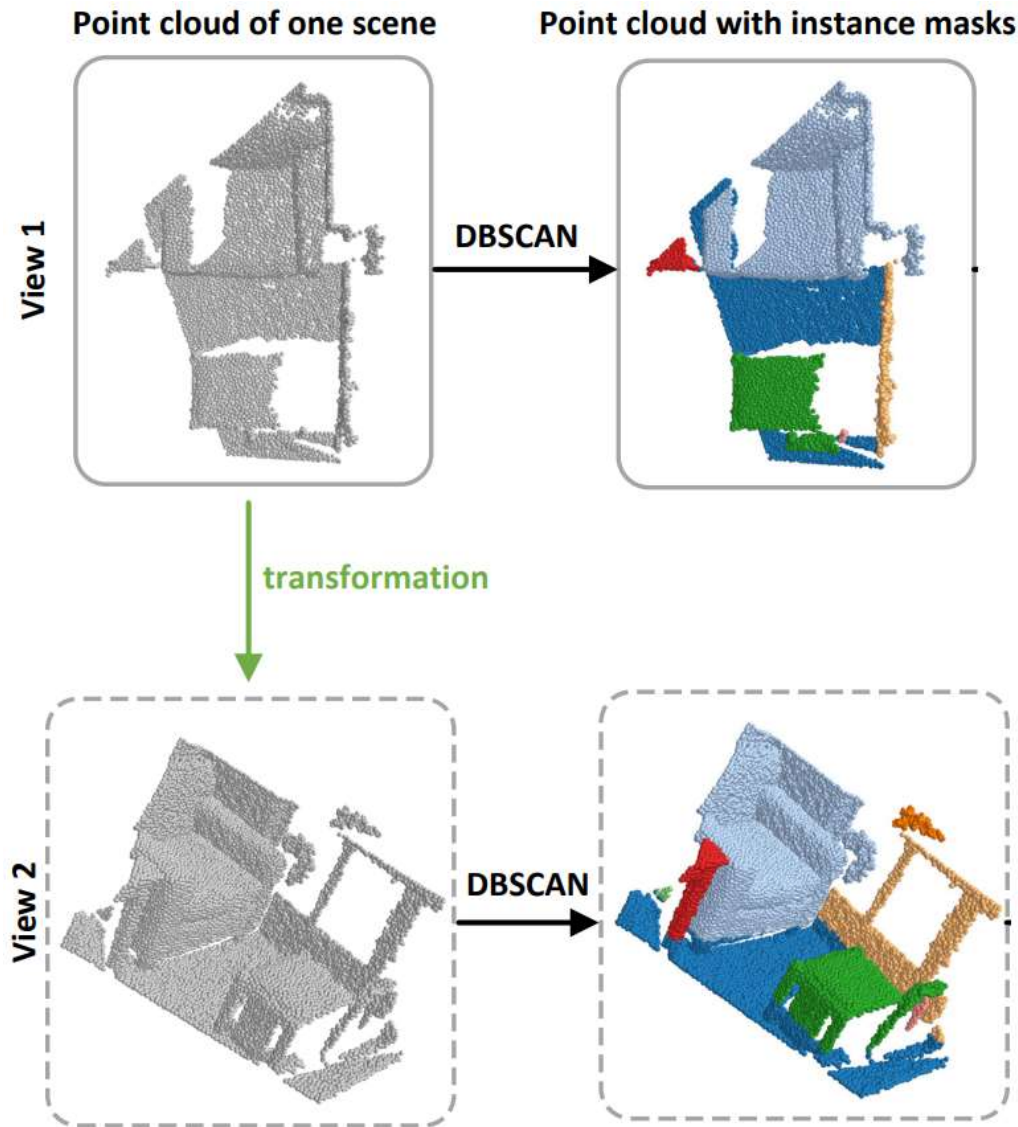 Point cloud of one scene
Point cloud with instance masks
View 1
DBSCAN
transformation
View 2
DBSCAN